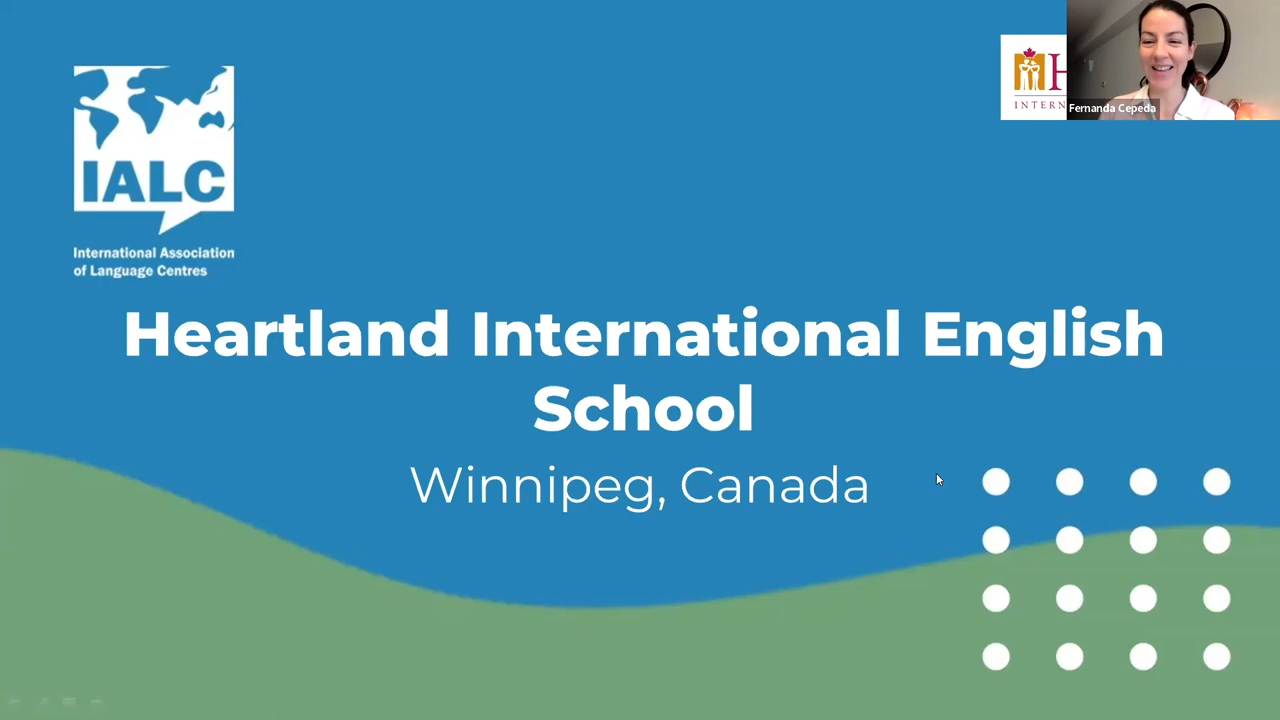 IALC
International Association
of Language Centres
H
INTERN
Fernanda Cepeda
Heartland International English
School
Winnipeg, Canada